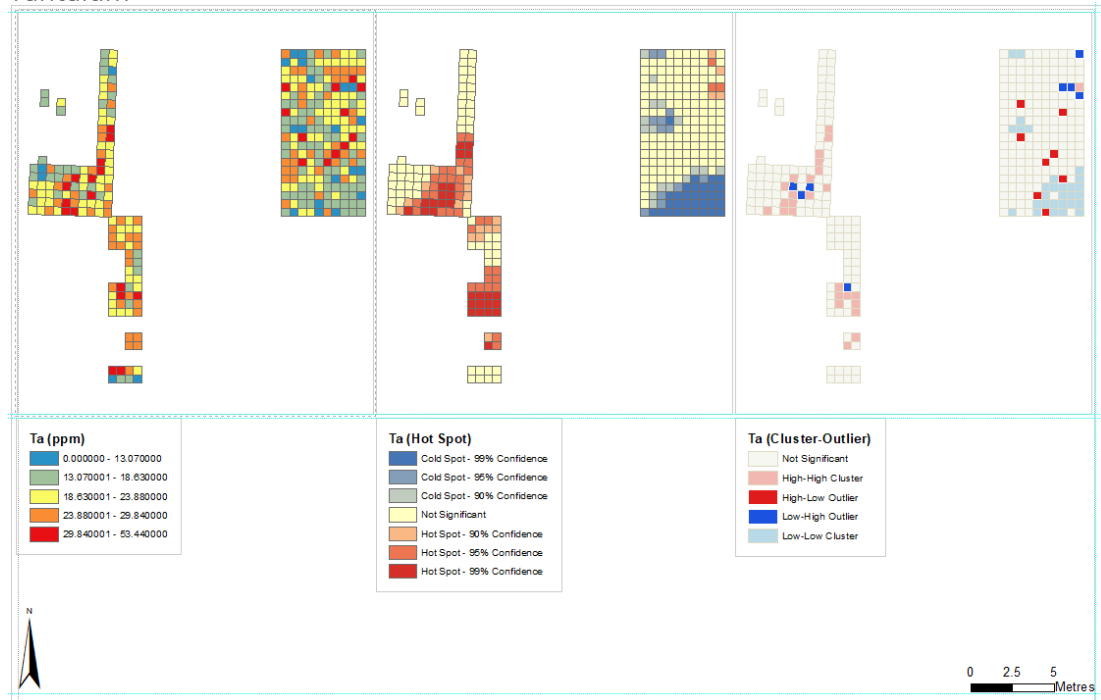 Ta (ppm)
0.000000 - 13.070000
13.070001 - 18.630000
18.630001 - 23.880000
23.880001 - 29.840000
29.840001 - 53.440000
Ta (Hot Spot)
Cold Spot - 99% Confidence
Cold Spot - 95% Confidence
Cold Spot - 90% Confidence
Not Significant
Hot Spot - 90% Confidence
Hot Spot - 95% Confidence
Hot Spot - 99% Confidence
Ta (Cluster-Outlier)
Not Significant
High-High Cluster
High-Low Outlier
Low-High Outlier
Low-Low Cluster
N
0 2.5 5
Metres